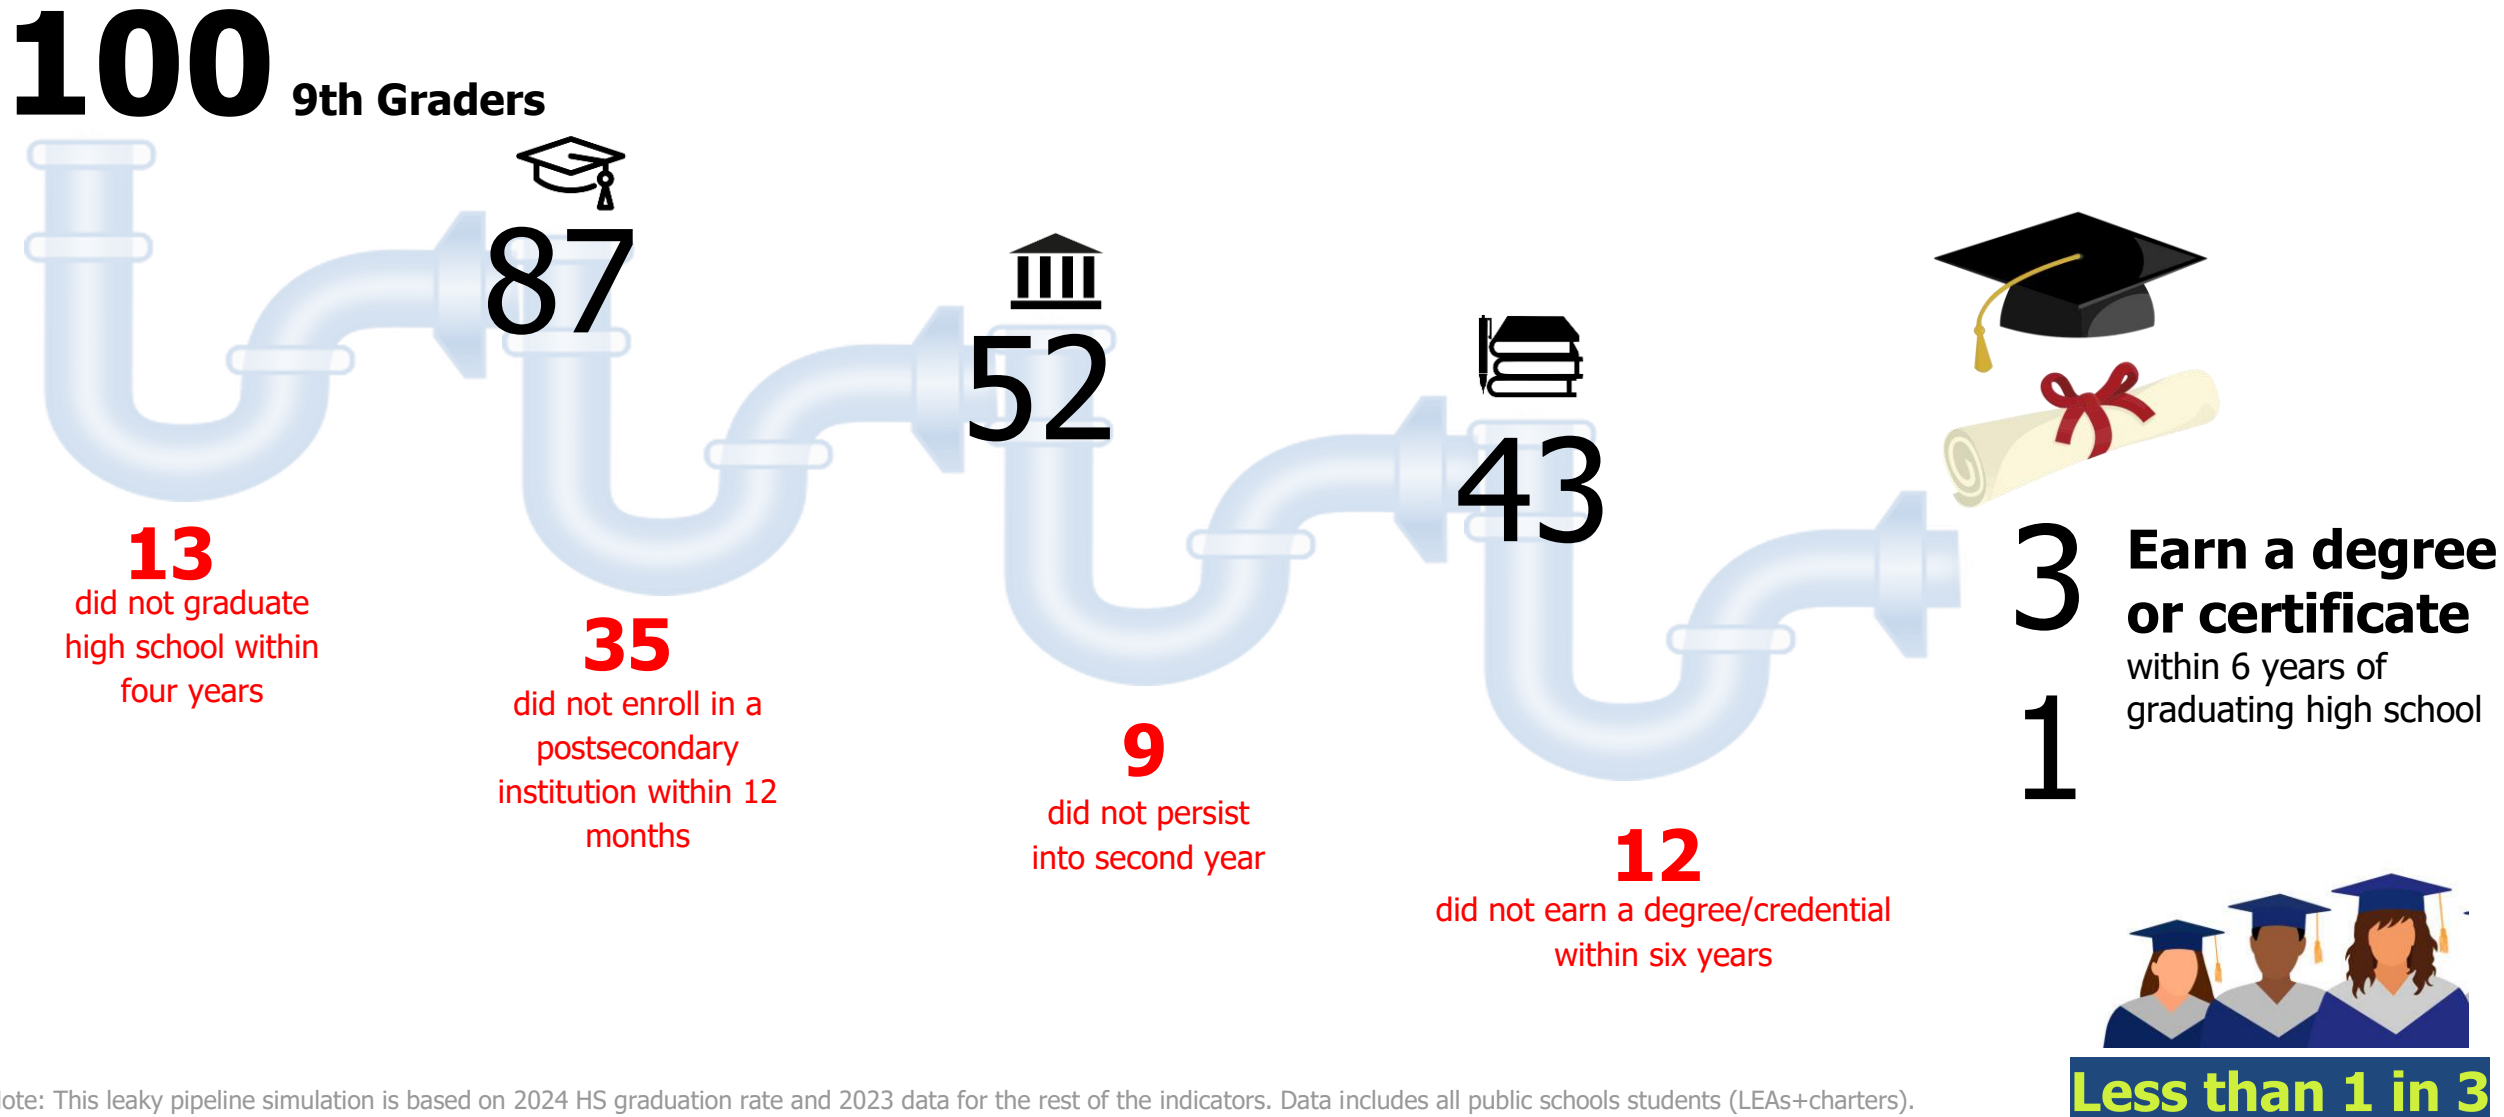 100 9th Graders
87
52
43
13
did not graduate
high school within
four years
35
did not enroll in a
postsecondary
institution within 12
months
9
did not persist
into second year
12
did not earn a degree/credential
within six years
3
1
Earn a degree
or certificate
within 6 years of
graduating high school
Less than 1 in 3
ote: This leaky pipeline simulation is based on 2024 HS graduation rate and 2023 data for the rest of the indicators. Data includes all public schools students (LEAs+charters).